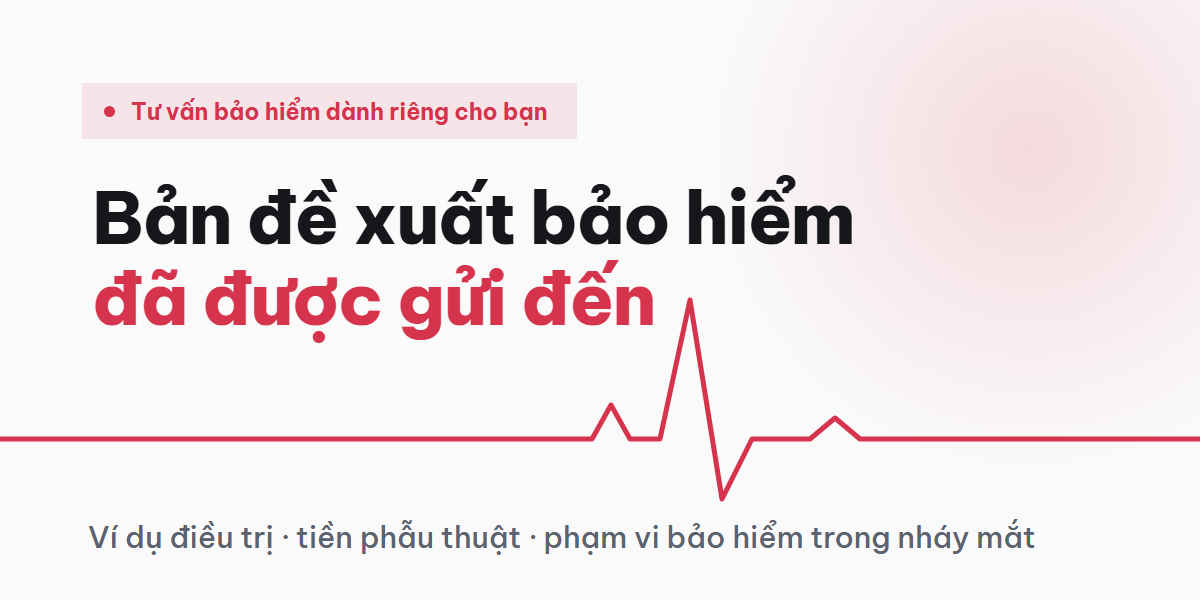 Tư vấn bảo hiểm dành riêng cho bạn
Bản đề xuất bảo hiểm
đã được gửi đến
Ví dụ điều trị · tiền phẫu thuật · phạm vi bảo hiểm trong nháy mắt